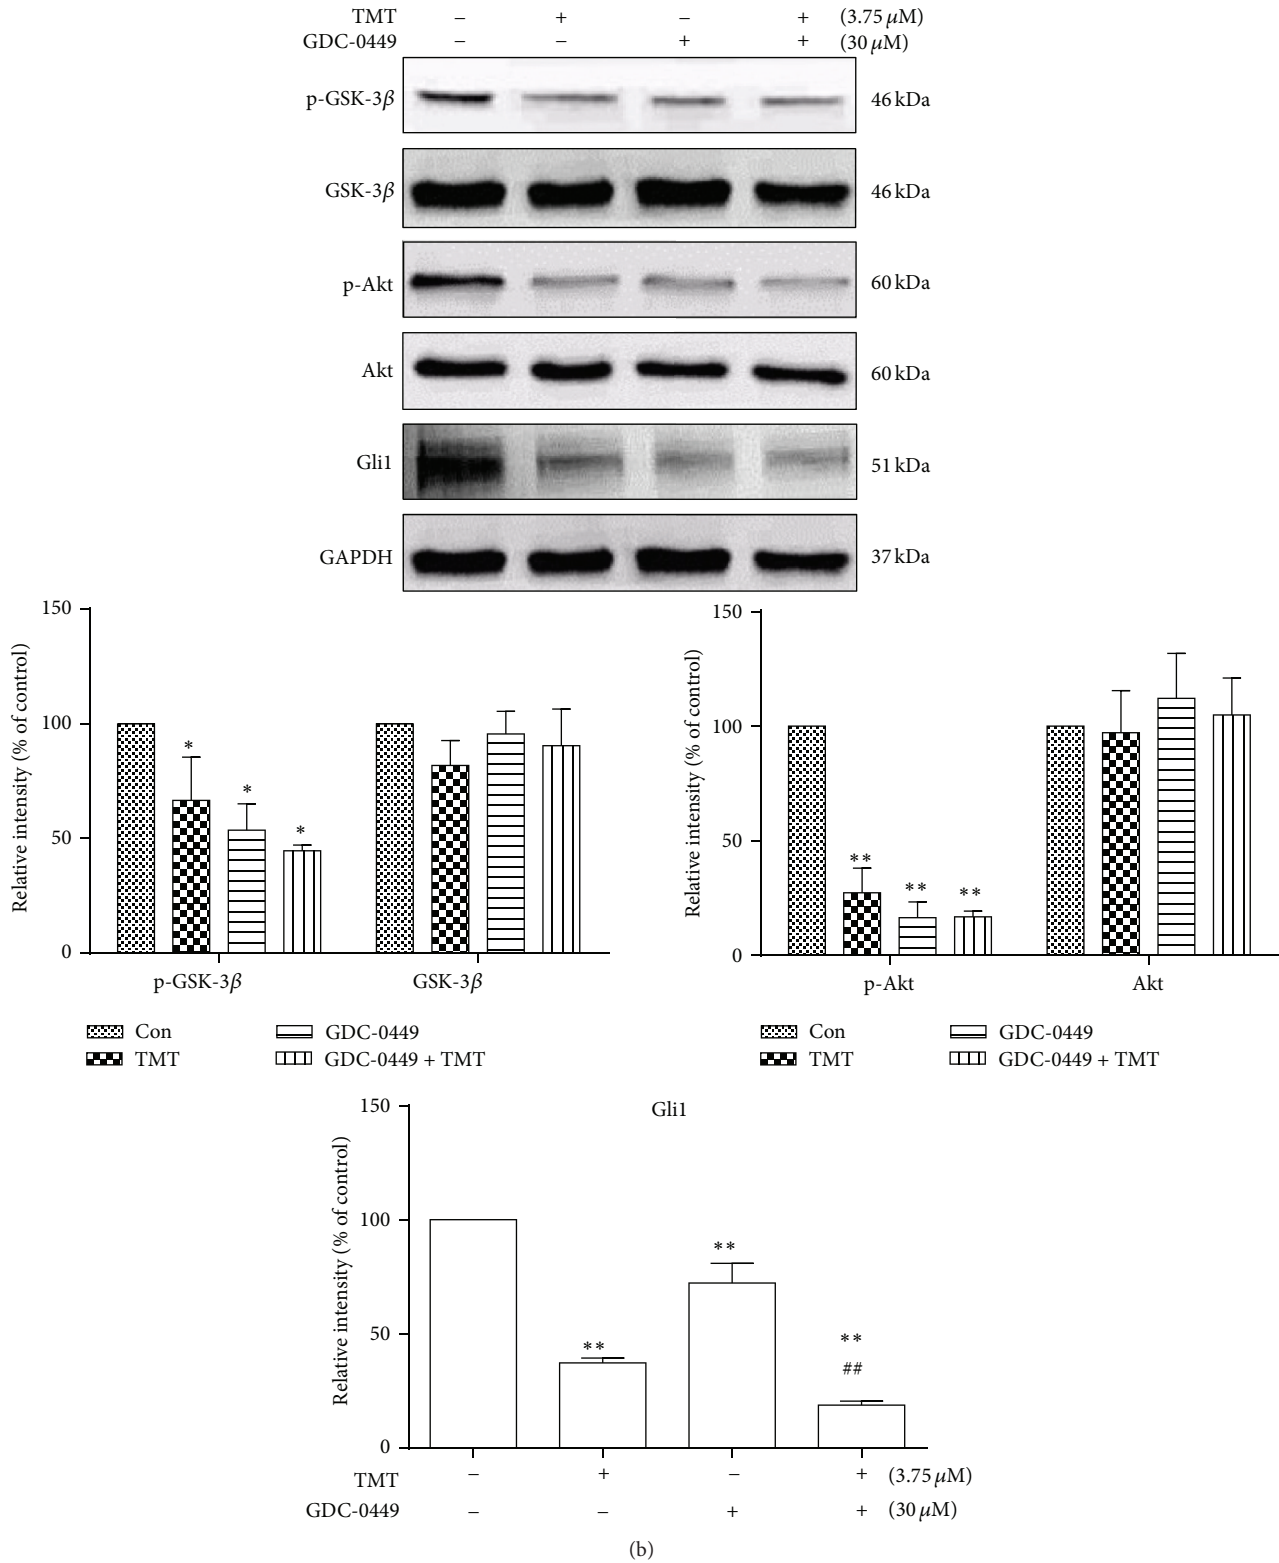 TMT – + – + (3.75 μM)
GDC-0449 – – + + (30 μM)
p-GSK-3β 46 kDa
GSK-3β 46 kDa
p-Akt 60 kDa
Akt 60 kDa
Gli1 51 kDa
GAPDH 37 kDa
Relative intensity (% of control)
150
100
50
0
* * *
p-GSK-3β GSK-3β
Con GDC-0449
TMT GDC-0449 + TMT
Relative intensity (% of control)
150
100
50
0
** ** **
p-Akt Akt
Con GDC-0449
TMT GDC-0449 + TMT
Gli1
Relative intensity (% of control)
150
100
50
0
** ** **
##
TMT – + – + (3.75 μM)
GDC-0449 – – + + (30 μM)
(b)